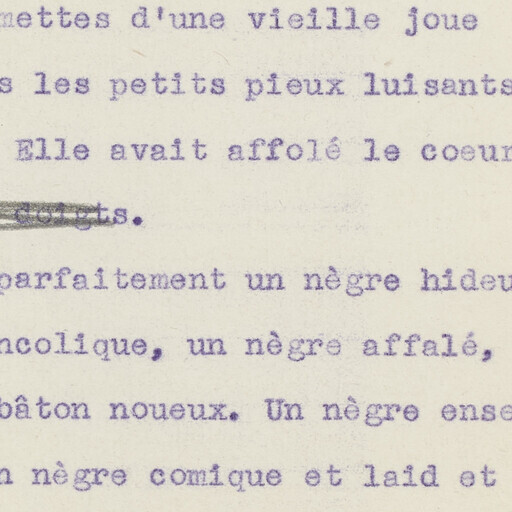 mettes d'une vieille joue
s les petits pieux luisants
Elle avait affolé le coeur
doigts.
parfaitement un nègre hideu
ncolique, un nègre affalé,
bâton noueux. Un nègre ense
n nègre comique et laid et